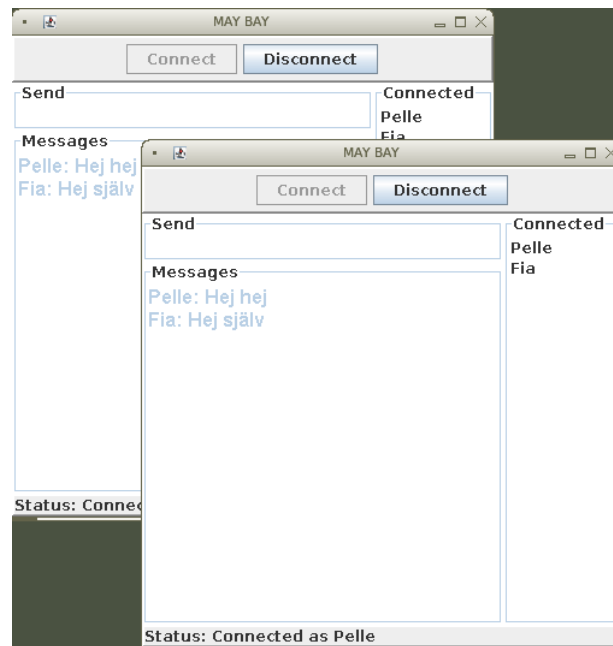 MAY BAY
Connect Disconnect
Send
Connected
Pelle
Fia
Messages
Pelle: Hej hej
Fia: Hej själv
Status:
MAY BAY
Connect Disconnect
Send
Connected
Pelle
Fia
Messages
Pelle: Hej hej
Fia: Hej själv
Status: Connected as Pelle